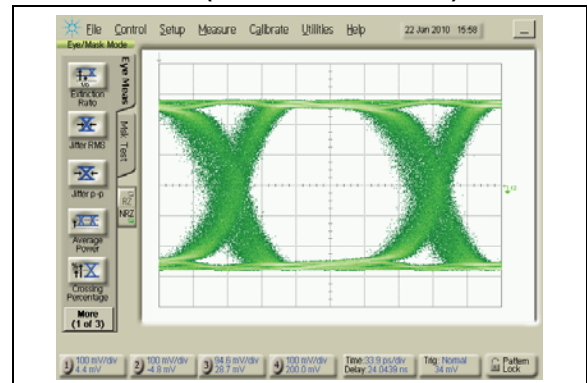 File Control Setup Measure Calibrate Utilities Help 22 Jan 2010 15:58
Eye/Mask Mode
Extinction
Ratio
Jitter RMS
Jitter p-p
Average
Power
Crossing
Percentage
More
(1 of 3)
Eye Meas
Msk Test
RZ
NRZ
1) 100 mV/div
4.4 mV
2) 100 mV/div
-4.8 mV
3) 94.6 mV/div
28.7 mV
4) 100 mV/div
200.0 mV
Time:33.9 ps/div
Delay:24.0439 ns
Trig: Normal
34 mV
Pattern
Lock